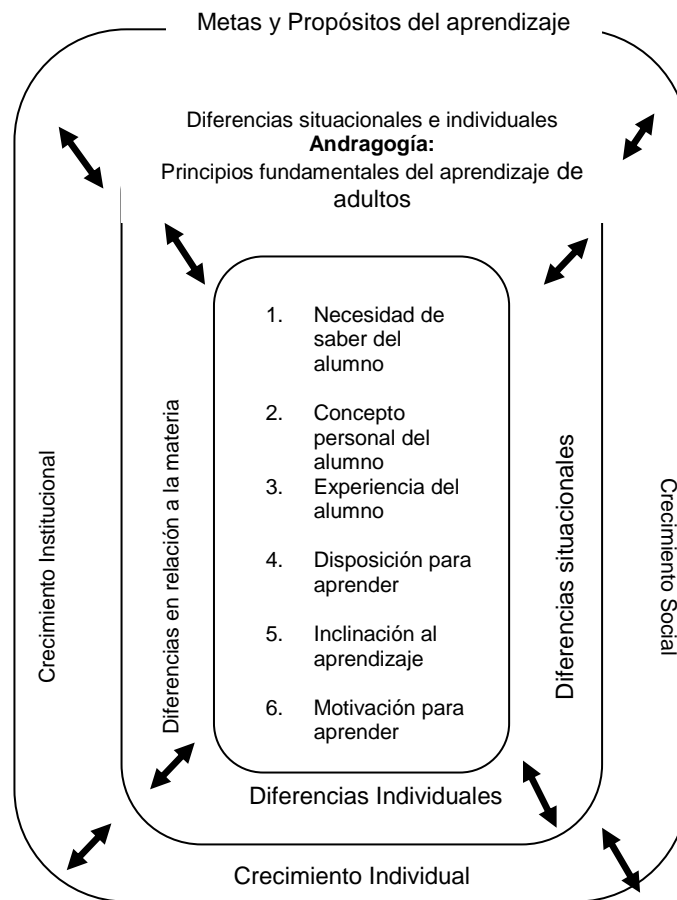 Metas y Propósitos del aprendizaje
Diferencias situacionales e individuales
Andragogía:
Principios fundamentales del aprendizaje de
adultos
1. Necesidad de
saber del
alumno
2. Concepto
personal del
alumno
3. Experiencia del
alumno
4. Disposición para
aprender
5. Inclinación al
aprendizaje
6. Motivación para
aprender
Crecimiento Institucional
Diferencias en relación a la materia
Diferencias situacionales
Crecimiento Social
Diferencias Individuales
Crecimiento Individual